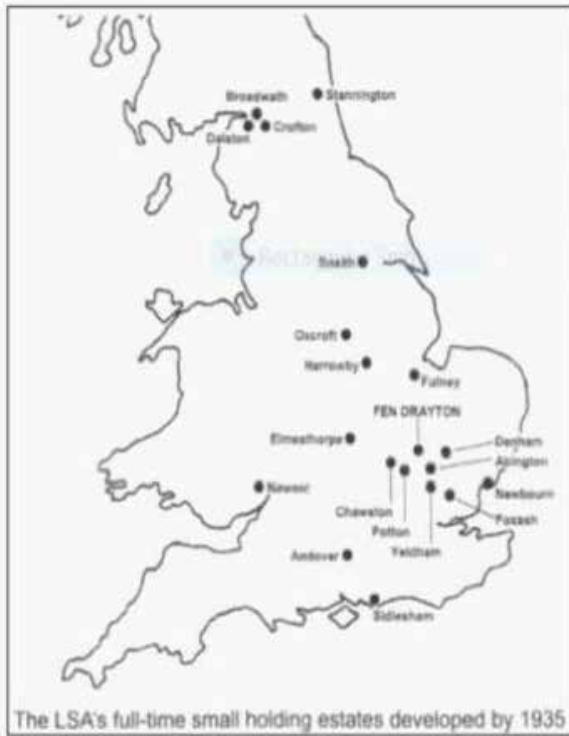 Broadwath
Stannington
Dalston
Crofton
Snaith
Oxcroft
Harrowby
Fulney
FEN DRAYTON
Elmesthorpe
Denham
Abington
Newent
Newbourn
Chawston
Foxash
Potton
Yeldham
Andover
Sidlesham
The LSA's full-time small holding estates developed by 1935